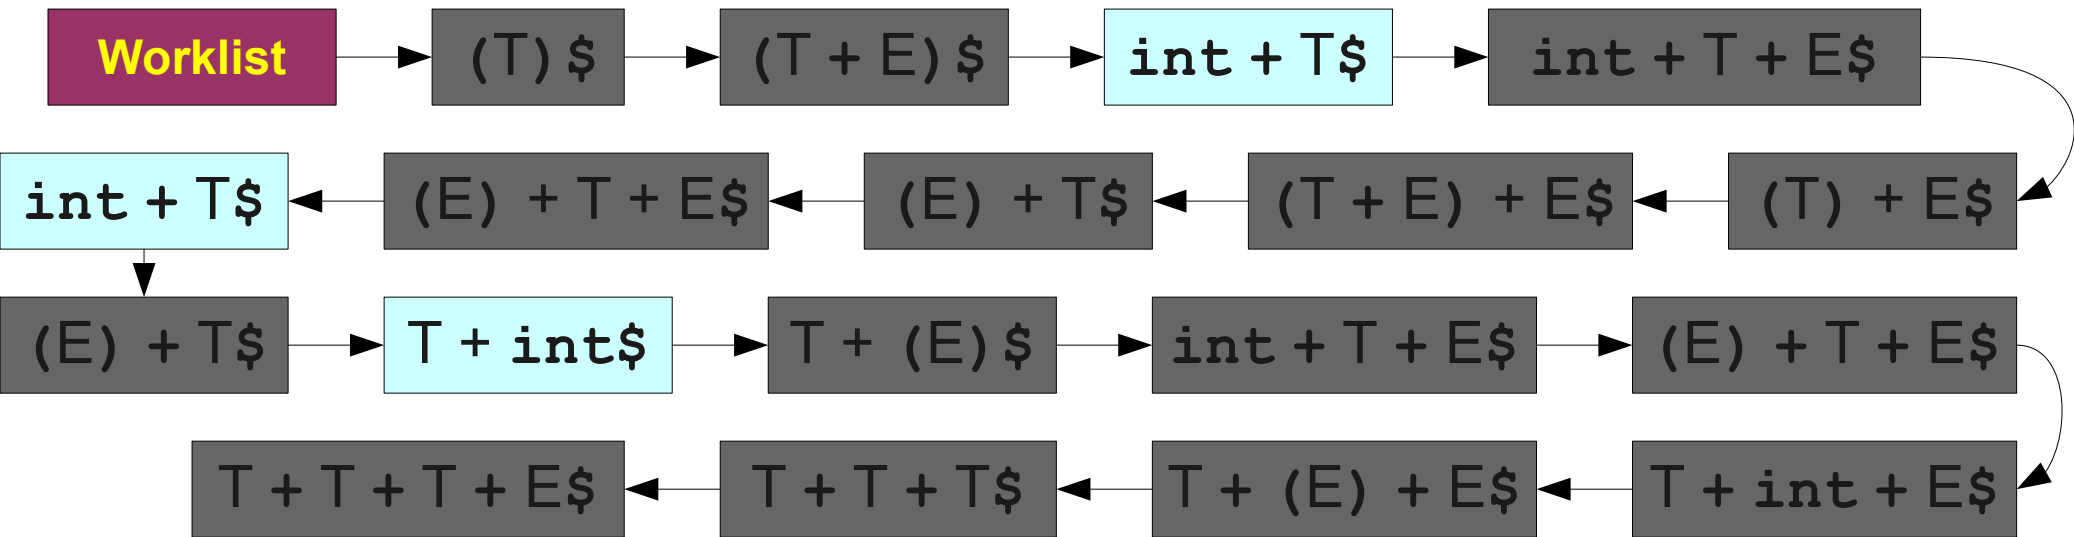 Worklist
(T)$
(T + E)$
int + T$
int + T + E$
(T) + E$
(T + E) + E$
(E) + T$
(E) + T + E$
int + T$
(E) + T$
T + int$
T + (E)$
int + T + E$
(E) + T + E$
T + int + E$
T + (E) + E$
T + T + T$
T + T + T + E$